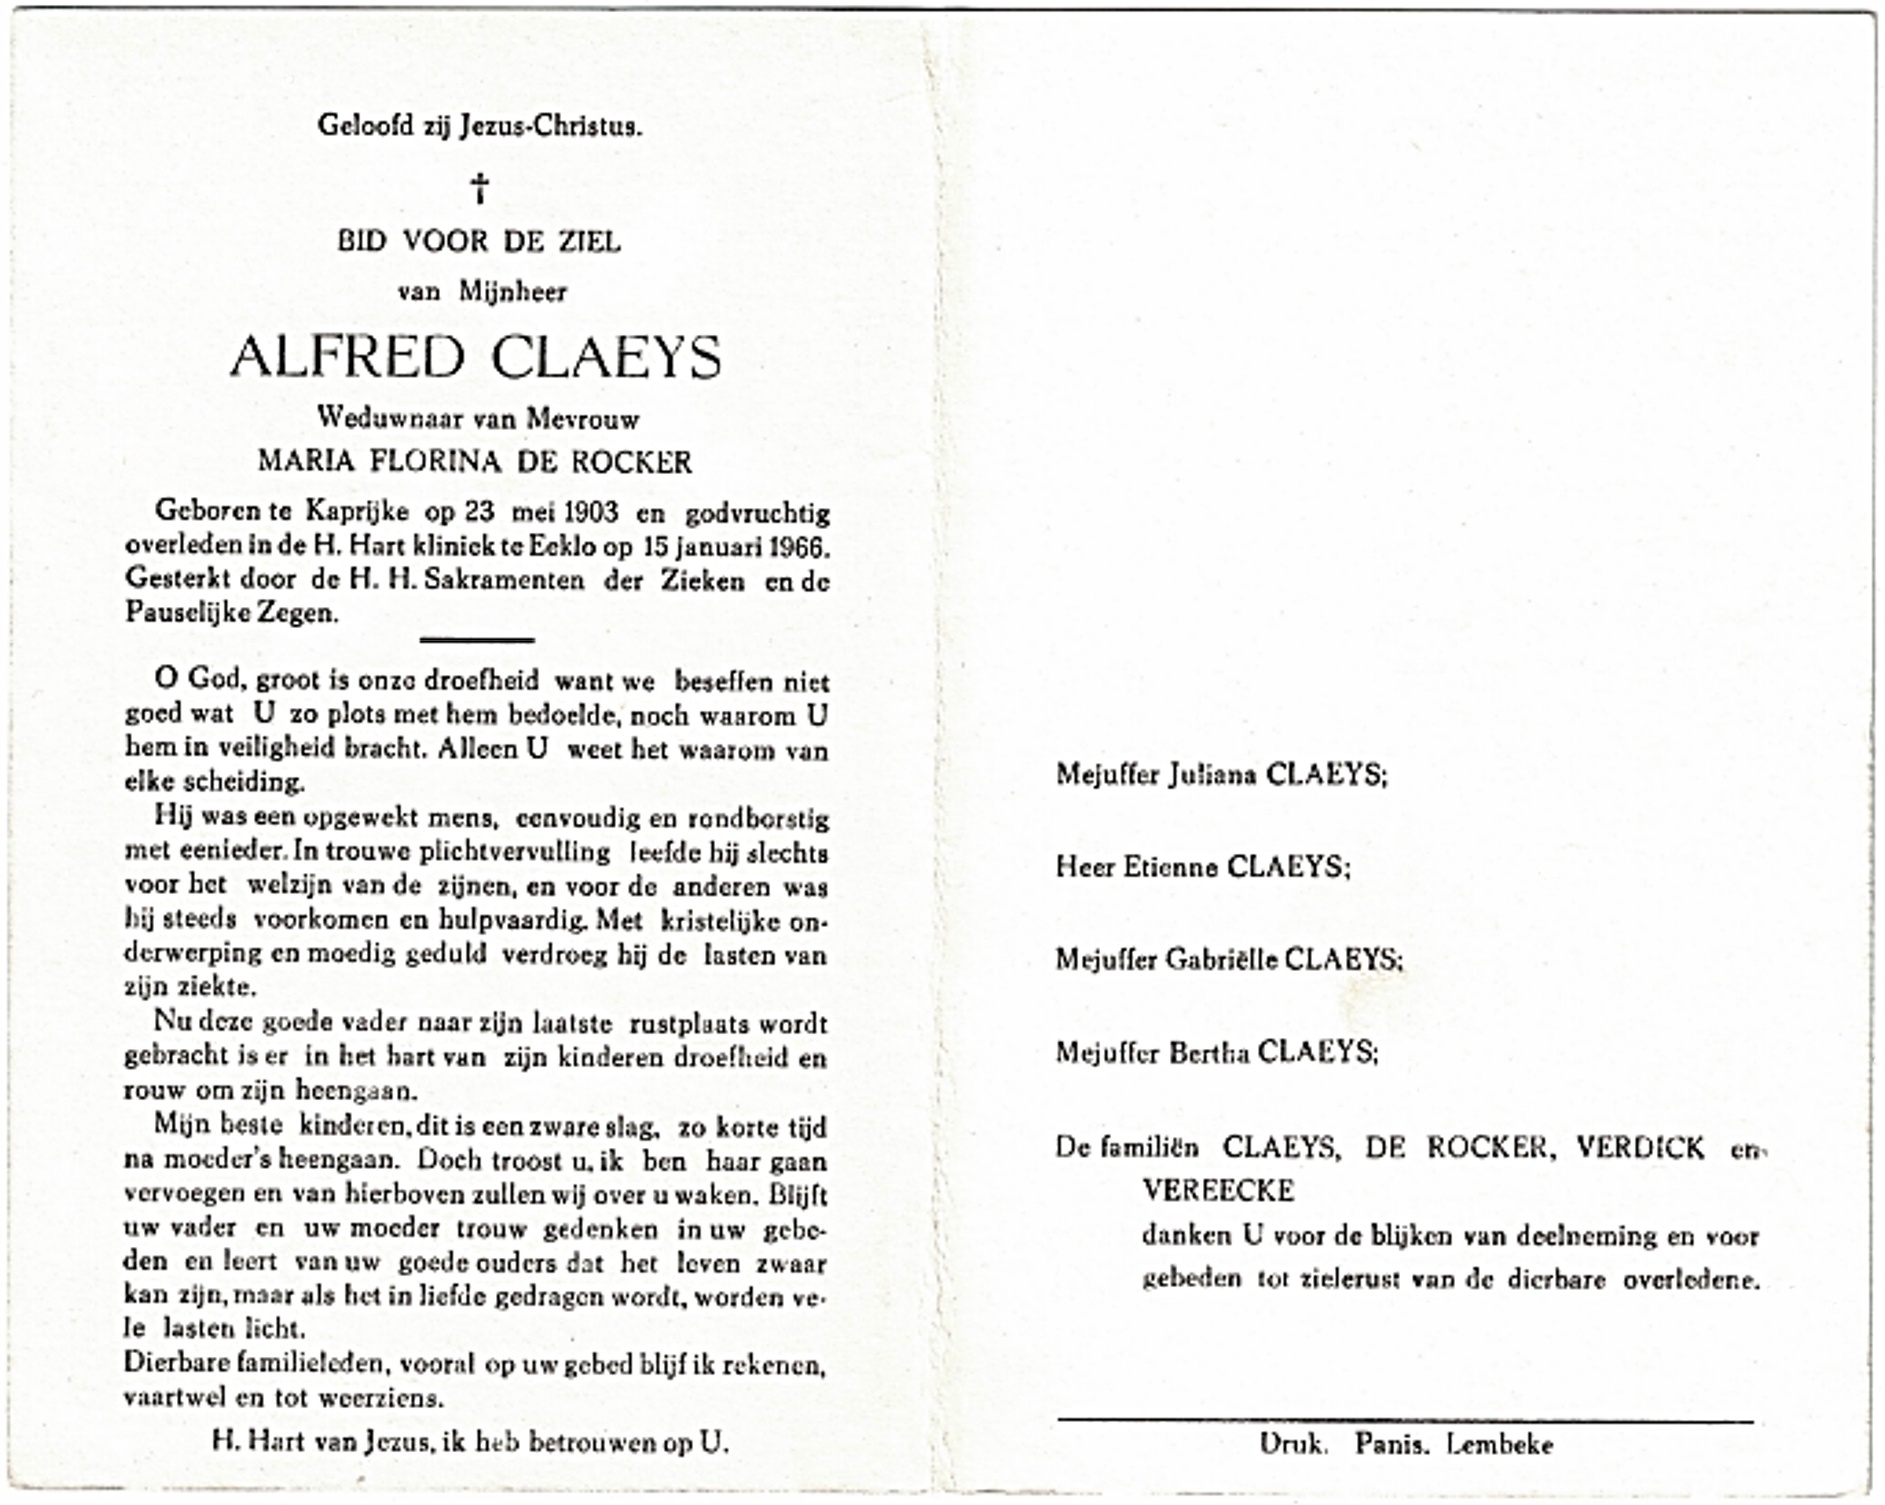 Geloofd zij Jezus-Christus.
†
BID VOOR DE ZIEL
van Mijnheer
ALFRED CLAEYS
Weduwnaar van Mevrouw
MARIA FLORINA DE ROCKER
Geboren te Kaprijke op 23 mei 1903 en godvruchtig
overleden in de H. Hart kliniek te Eeklo op 15 januari 1966.
Gesterkt door de H. H. Sakramenten der Zieken en de
Pauselijke Zegen.
O God, groot is onze droefheid want we beseffen niet
goed wat U zo plots met hem bedoelde, noch waarom U
hem in veiligheid bracht. Alleen U weet het waarom van
elke scheiding.
Hij was een opgewekt mens, eenvoudig en rondborstig
met eenieder. In trouwe plichtvervulling leefde hij slechts
voor het welzijn van de zijnen, en voor de anderen was
hij steeds voorkomen en hulpvaardig. Met kristelijke on-
derwerping en moedig geduld verdroeg hij de lasten van
zijn ziekte.
Nu deze goede vader naar zijn laatste rustplaats wordt
gebracht is er in het hart van zijn kinderen droefheid en
rouw om zijn heengaan.
Mijn beste kinderen, dit is een zware slag, zo korte tijd
na moeder's heengaan. Doch troost u, ik ben haar gaan
vervoegen en van hierboven zullen wij over u waken. Blijft
uw vader en uw moeder trouw gedenken in uw gebe-
den en leert van uw goede ouders dat het leven zwaar
kan zijn, maar als het in liefde gedragen wordt, worden ve-
le lasten licht.
Dierbare familieleden, vooral op uw gebed blijf ik rekenen,
vaartwel en tot weerziens.
H. Hart van Jezus, ik heb betrouwen op U.
Mejuffer Juliana CLAEYS;
Heer Etienne CLAEYS;
Mejuffer Gabriëlle CLAEYS;
Mejuffer Bertha CLAEYS;
De familiën CLAEYS, DE ROCKER, VERDICK en
VEREECKE
danken U voor de blijken van deelneming en voor
gebeden tot zielerust van de dierbare overledene.
Druk. Panis. Lembeke